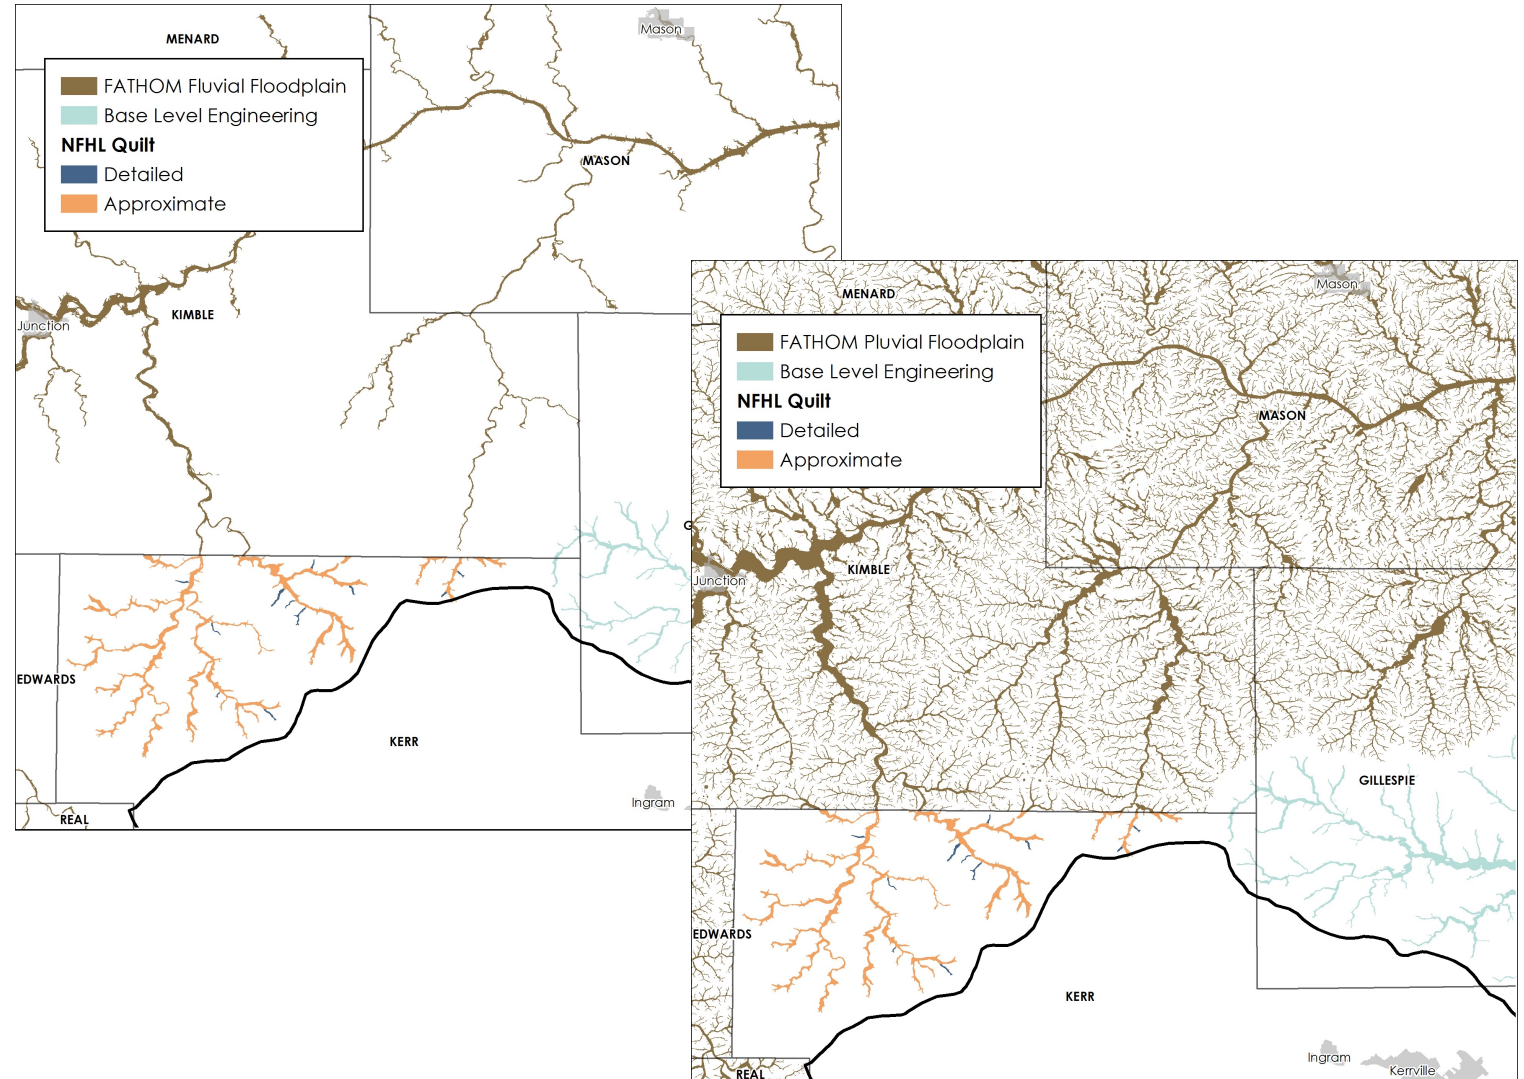 MENARD
Mason
FATHOM Fluvial Floodplain
Base Level Engineering
NFHL Quilt
Detailed
Approximate
MASON
KIMBLE
Junction
G
EDWARDS
KERR
Ingram
REAL
MENARD
Mason
FATHOM Pluvial Floodplain
Base Level Engineering
NFHL Quilt
Detailed
Approximate
MASON
KIMBLE
Junction
GILLESPIE
EDWARDS
KERR
Ingram
Kerrville
REAL